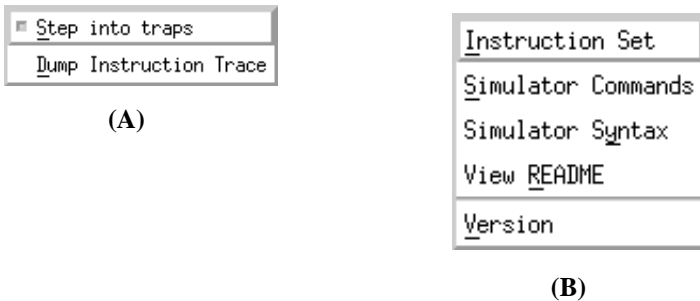 Step into traps
Dump Instruction Trace
(A)
Instruction Set
Simulator Commands
Simulator Syntax
View README
Version
(B)